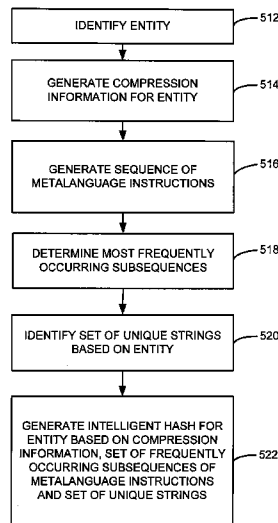 IDENTIFY ENTITY
512
GENERATE COMPRESSION
INFORMATION FOR ENTITY
514
GENERATE SEQUENCE OF
METALANGUAGE INSTRUCTIONS
516
DETERMINE MOST FREQUENTLY
OCCURRING SUBSEQUENCES
518
IDENTIFY SET OF UNIQUE STRINGS
BASED ON ENTITY
520
GENERATE INTELLIGENT HASH FOR
ENTITY BASED ON COMPRESSION
INFORMATION, SET OF FREQUENTLY
OCCURRING SUBSEQUENCES OF
METALANGUAGE INSTRUCTIONS
AND SET OF UNIQUE STRINGS
522